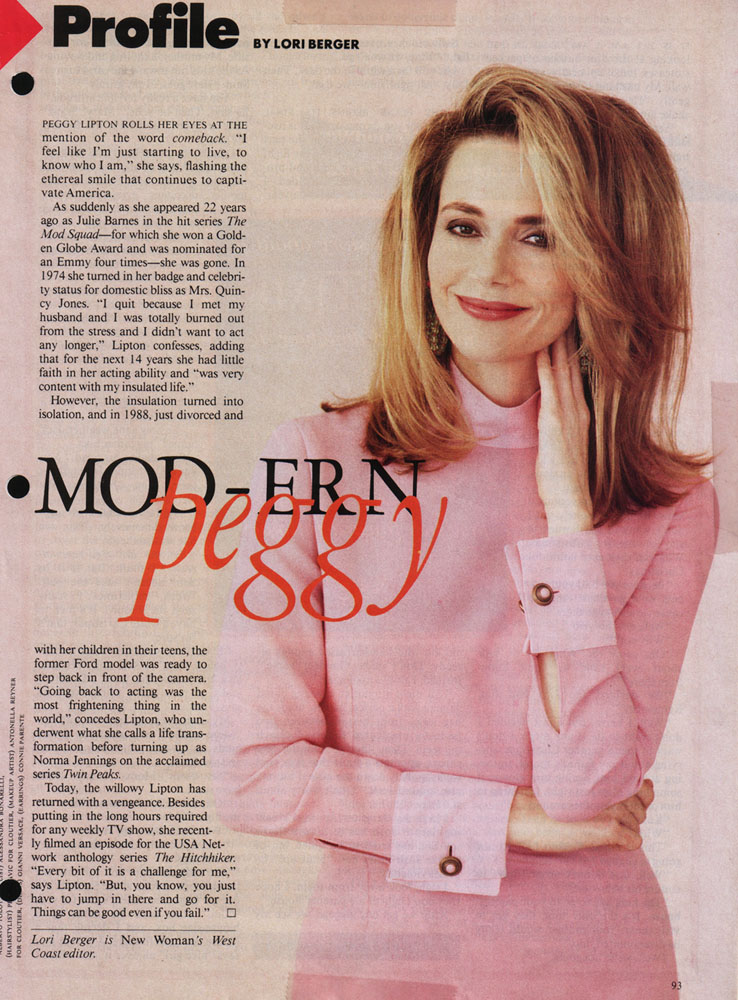 Profile BY LORI BERGER
PEGGY LIPTON ROLLS HER EYES AT THE
mention of the word comeback. “I
feel like I’m just starting to live, to
know who I am,” she says, flashing the
ethereal smile that continues to capti-
vate America.
As suddenly as she appeared 22 years
ago as Julie Barnes in the hit series The
Mod Squad—for which she won a Gold-
en Globe Award and was nominated for
an Emmy four times—she was gone. In
1974 she turned in her badge and celebri-
ty status for domestic bliss as Mrs. Quin-
cy Jones. “I quit because I met my
husband and I was totally burned out
from the stress and I didn’t want to act
any longer,” Lipton confesses, adding
that for the next 14 years she had little
faith in her acting ability and “was very
content with my insulated life.”
However, the insulation turned into
isolation, and in 1988, just divorced and
MOD-ERN
peggy
with her children in their teens, the
former Ford model was ready to
step back in front of the camera.
“Going back to acting was the
most frightening thing in the
world,” concedes Lipton, who un-
derwent what she calls a life trans-
formation before turning up as
Norma Jennings on the acclaimed
series Twin Peaks.
Today, the willowy Lipton has
returned with a vengeance. Besides
putting in the long hours required
for any weekly TV show, she recent-
ly filmed an episode for the USA Net-
work anthology series The Hitchhiker.
“Every bit of it is a challenge for me,”
says Lipton. “But, you know, you just
have to jump in there and go for it.
Things can be good even if you fail.” □
Lori Berger is New Woman’s West
Coast editor.
(HAIRSTYLIST) FOR CLOUTIER, (MAKEUP ARTIST) ANTONELLA REYNER
FOR CLOUTIER, GIANNI VERSACE, (EARRINGS) CONNIE PARENTE
93